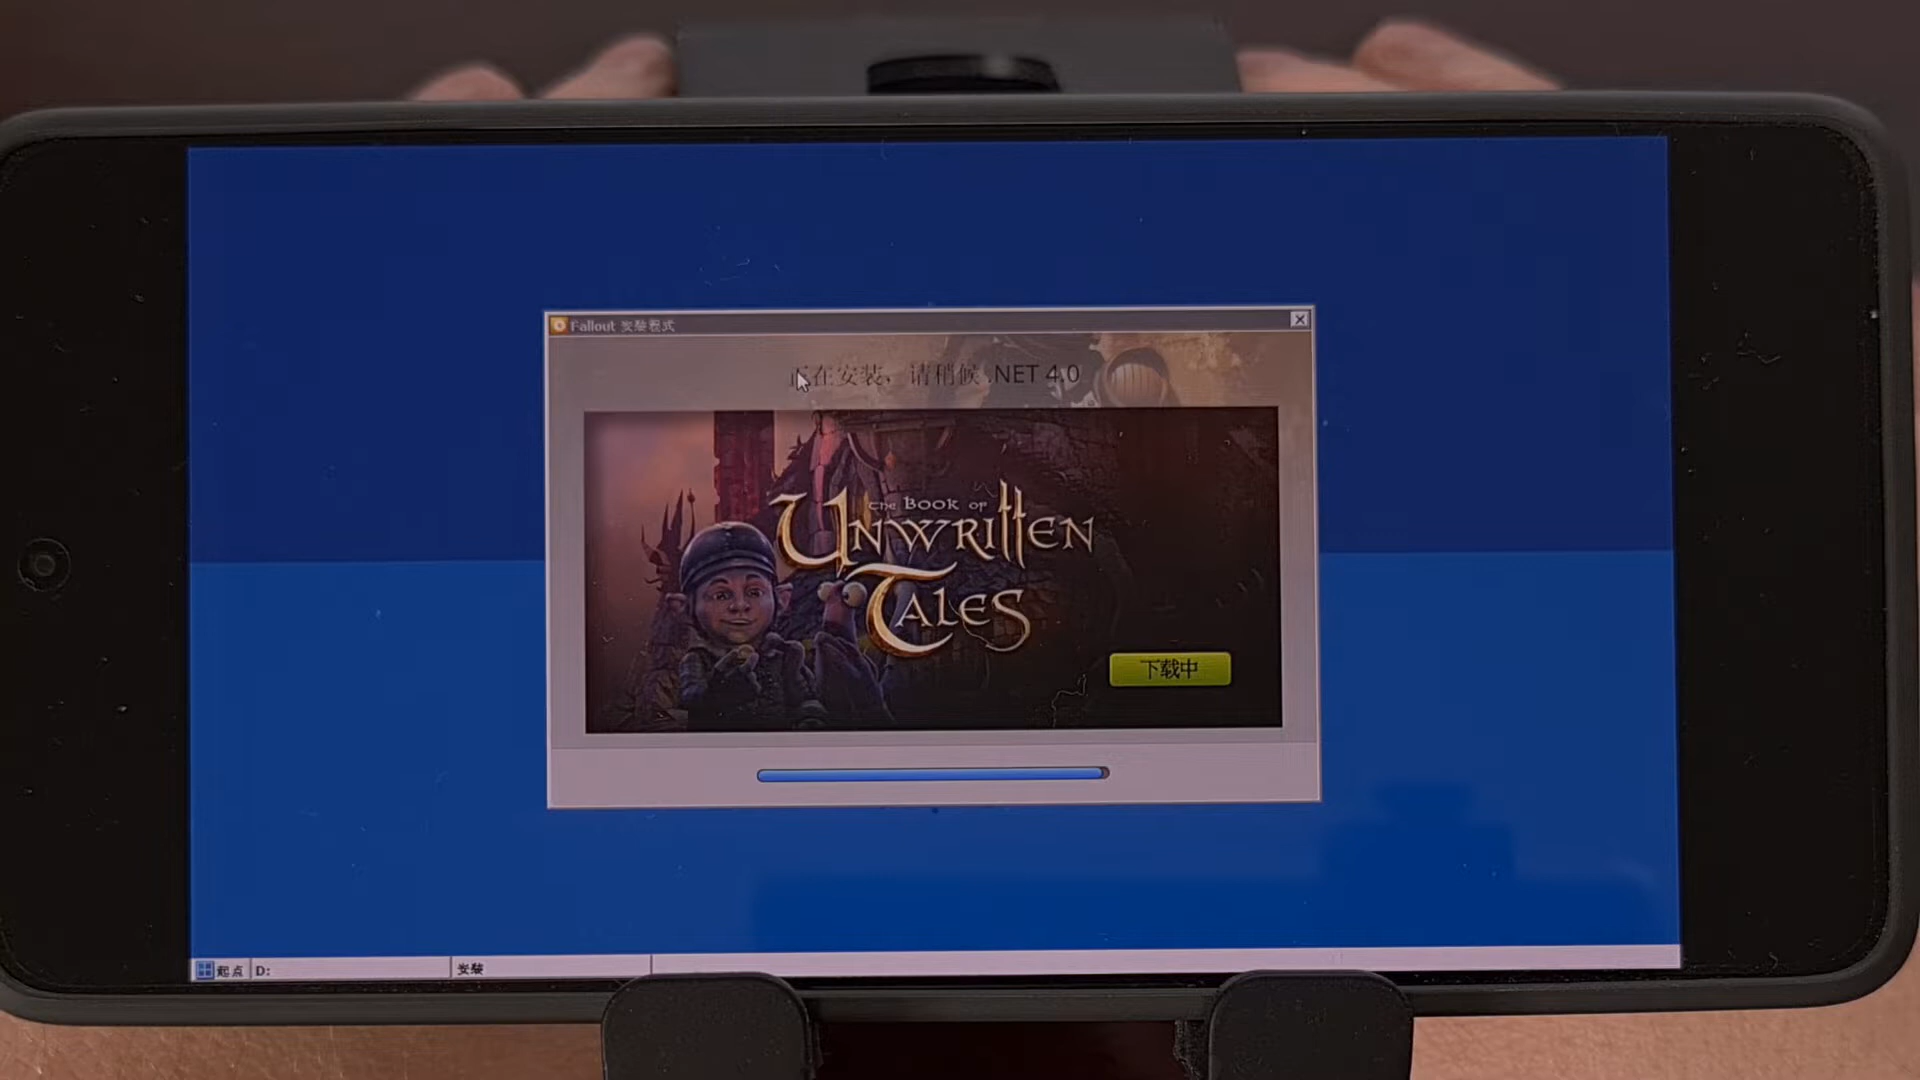 Fallout 安裝程式
正在安装，请稍候 .NET 4.0
THE BOOK OF
UNWRITTEN
TALES
下载中
起点
D:
安装